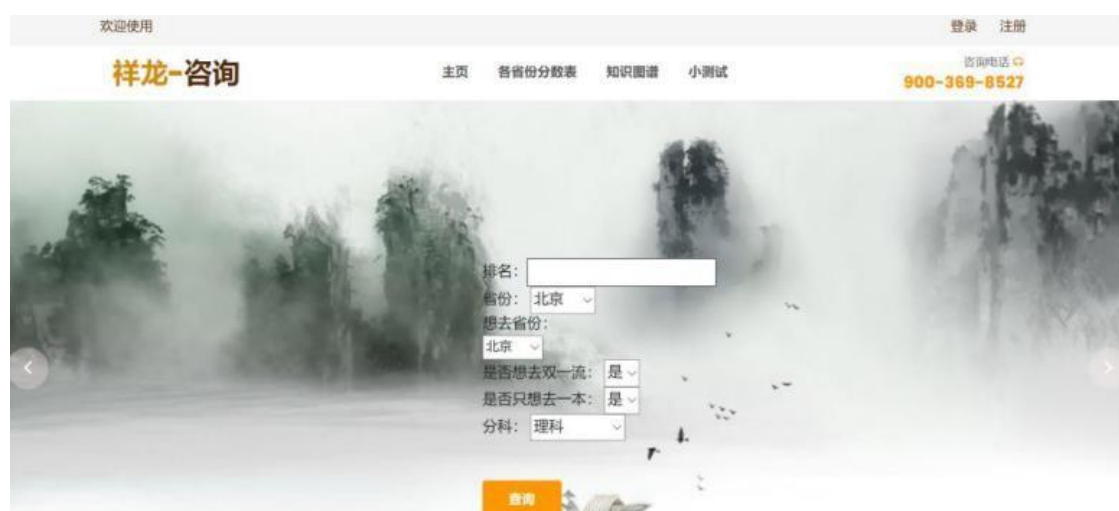 欢迎使用 登录 注册
祥龙-咨询 主页 各省份分数表 知识图谱 小测试 咨询电话
900-369-8527
排名：
省份： 北京
想去省份：
北京
是否想去双一流： 是
是否只想去一本： 是
分科： 理科
查询